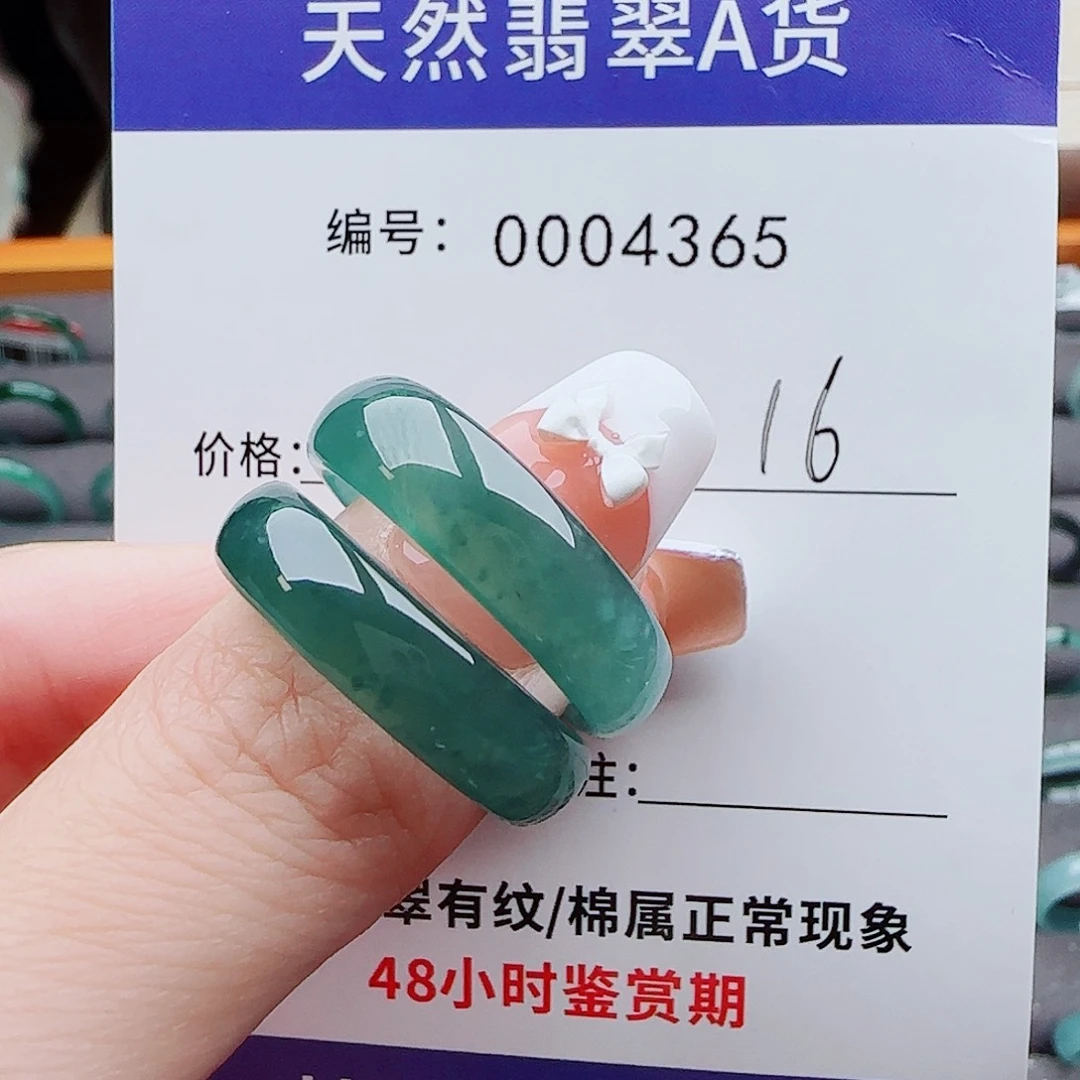 天然翡翠A货
编号：0004365
价格： 16
注：
翠有纹/棉属正常现象
48小时鉴赏期